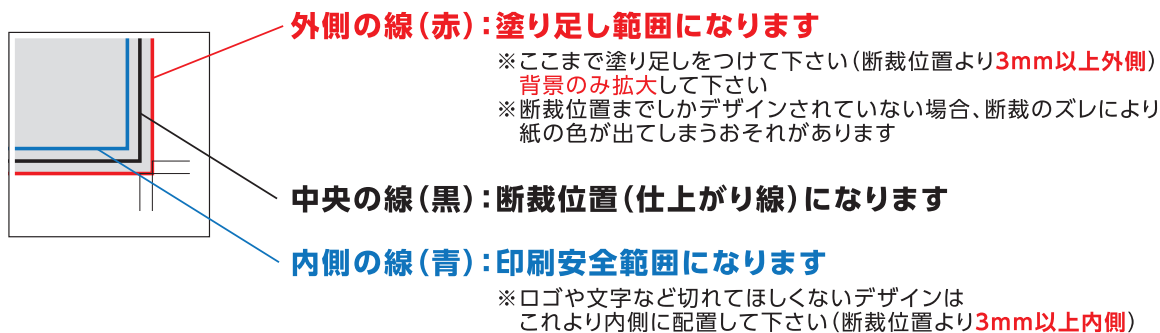 外側の線(赤):塗り足し範囲になります
※ここまで塗り足しをつけて下さい(断裁位置より3mm以上外側)
背景のみ拡大して下さい
※断裁位置までしかデザインされていない場合、断裁のズレにより
紙の色が出てしまうおそれがあります
中央の線(黒):断裁位置(仕上がり線)になります
内側の線(青):印刷安全範囲になります
※ロゴや文字など切れてほしくないデザインは
これより内側に配置して下さい(断裁位置より3mm以上内側)